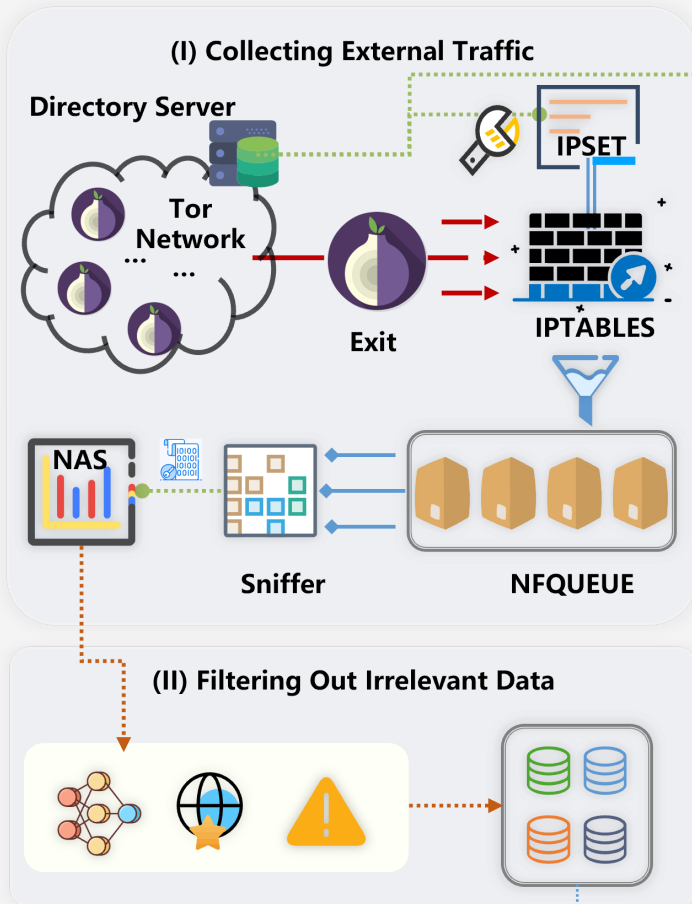 (I) Collecting External Traffic
Directory Server
IPSET
Tor
Network
...
...
Exit
IPTABLES
NAS
Sniffer
NFQUEUE
(II) Filtering Out Irrelevant Data